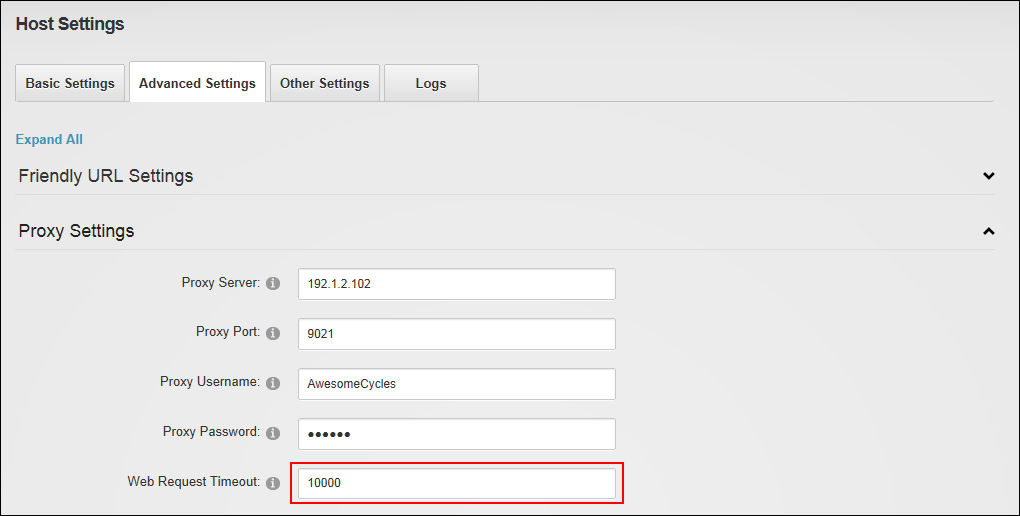 Host Settings
Basic Settings Advanced Settings Other Settings Logs
Expand All
Friendly URL Settings
Proxy Settings
Proxy Server: 192.1.2.102
Proxy Port: 9021
Proxy Username: AwesomeCycles
Proxy Password: ••••••
Web Request Timeout: 10000